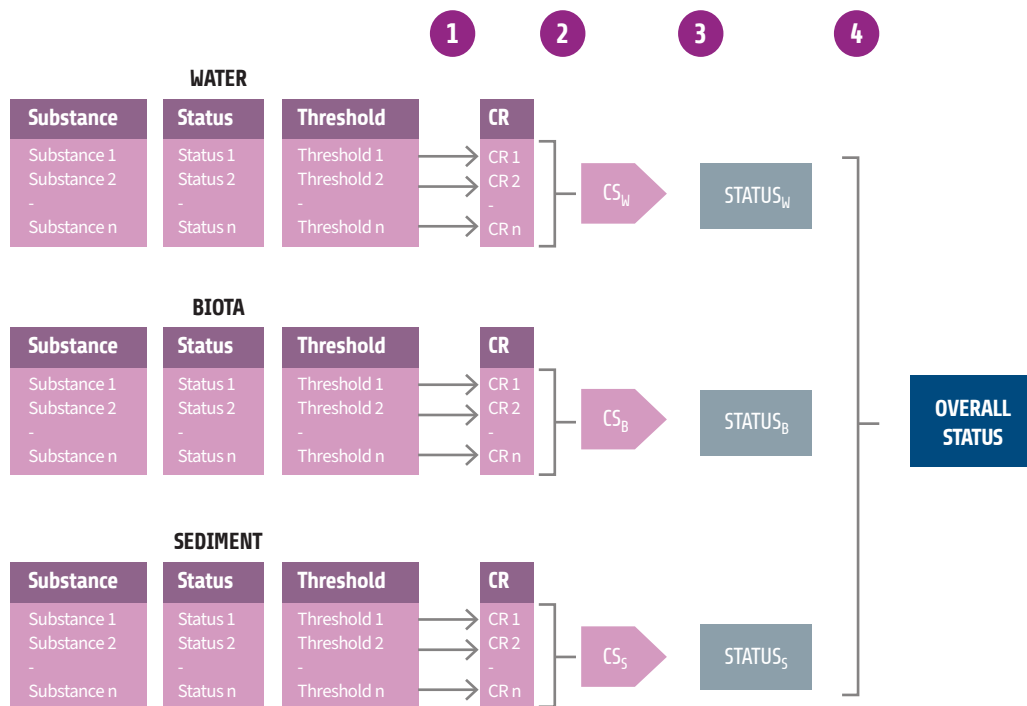 1 2 3 4
WATER
Substance Status Threshold CR
Substance 1 Status 1 Threshold 1 CR 1
Substance 2 Status 2 Threshold 2 CR 2
- - - -
Substance n Status n Threshold n CR n
CSW
STATUSW
BIOTA
Substance Status Threshold CR
Substance 1 Status 1 Threshold 1 CR 1
Substance 2 Status 2 Threshold 2 CR 2
- - - -
Substance n Status n Threshold n CR n
CSB
STATUSB
OVERALL
STATUS
SEDIMENT
Substance Status Threshold CR
Substance 1 Status 1 Threshold 1 CR 1
Substance 2 Status 2 Threshold 2 CR 2
- - - -
Substance n Status n Threshold n CR n
CSS
STATUSS